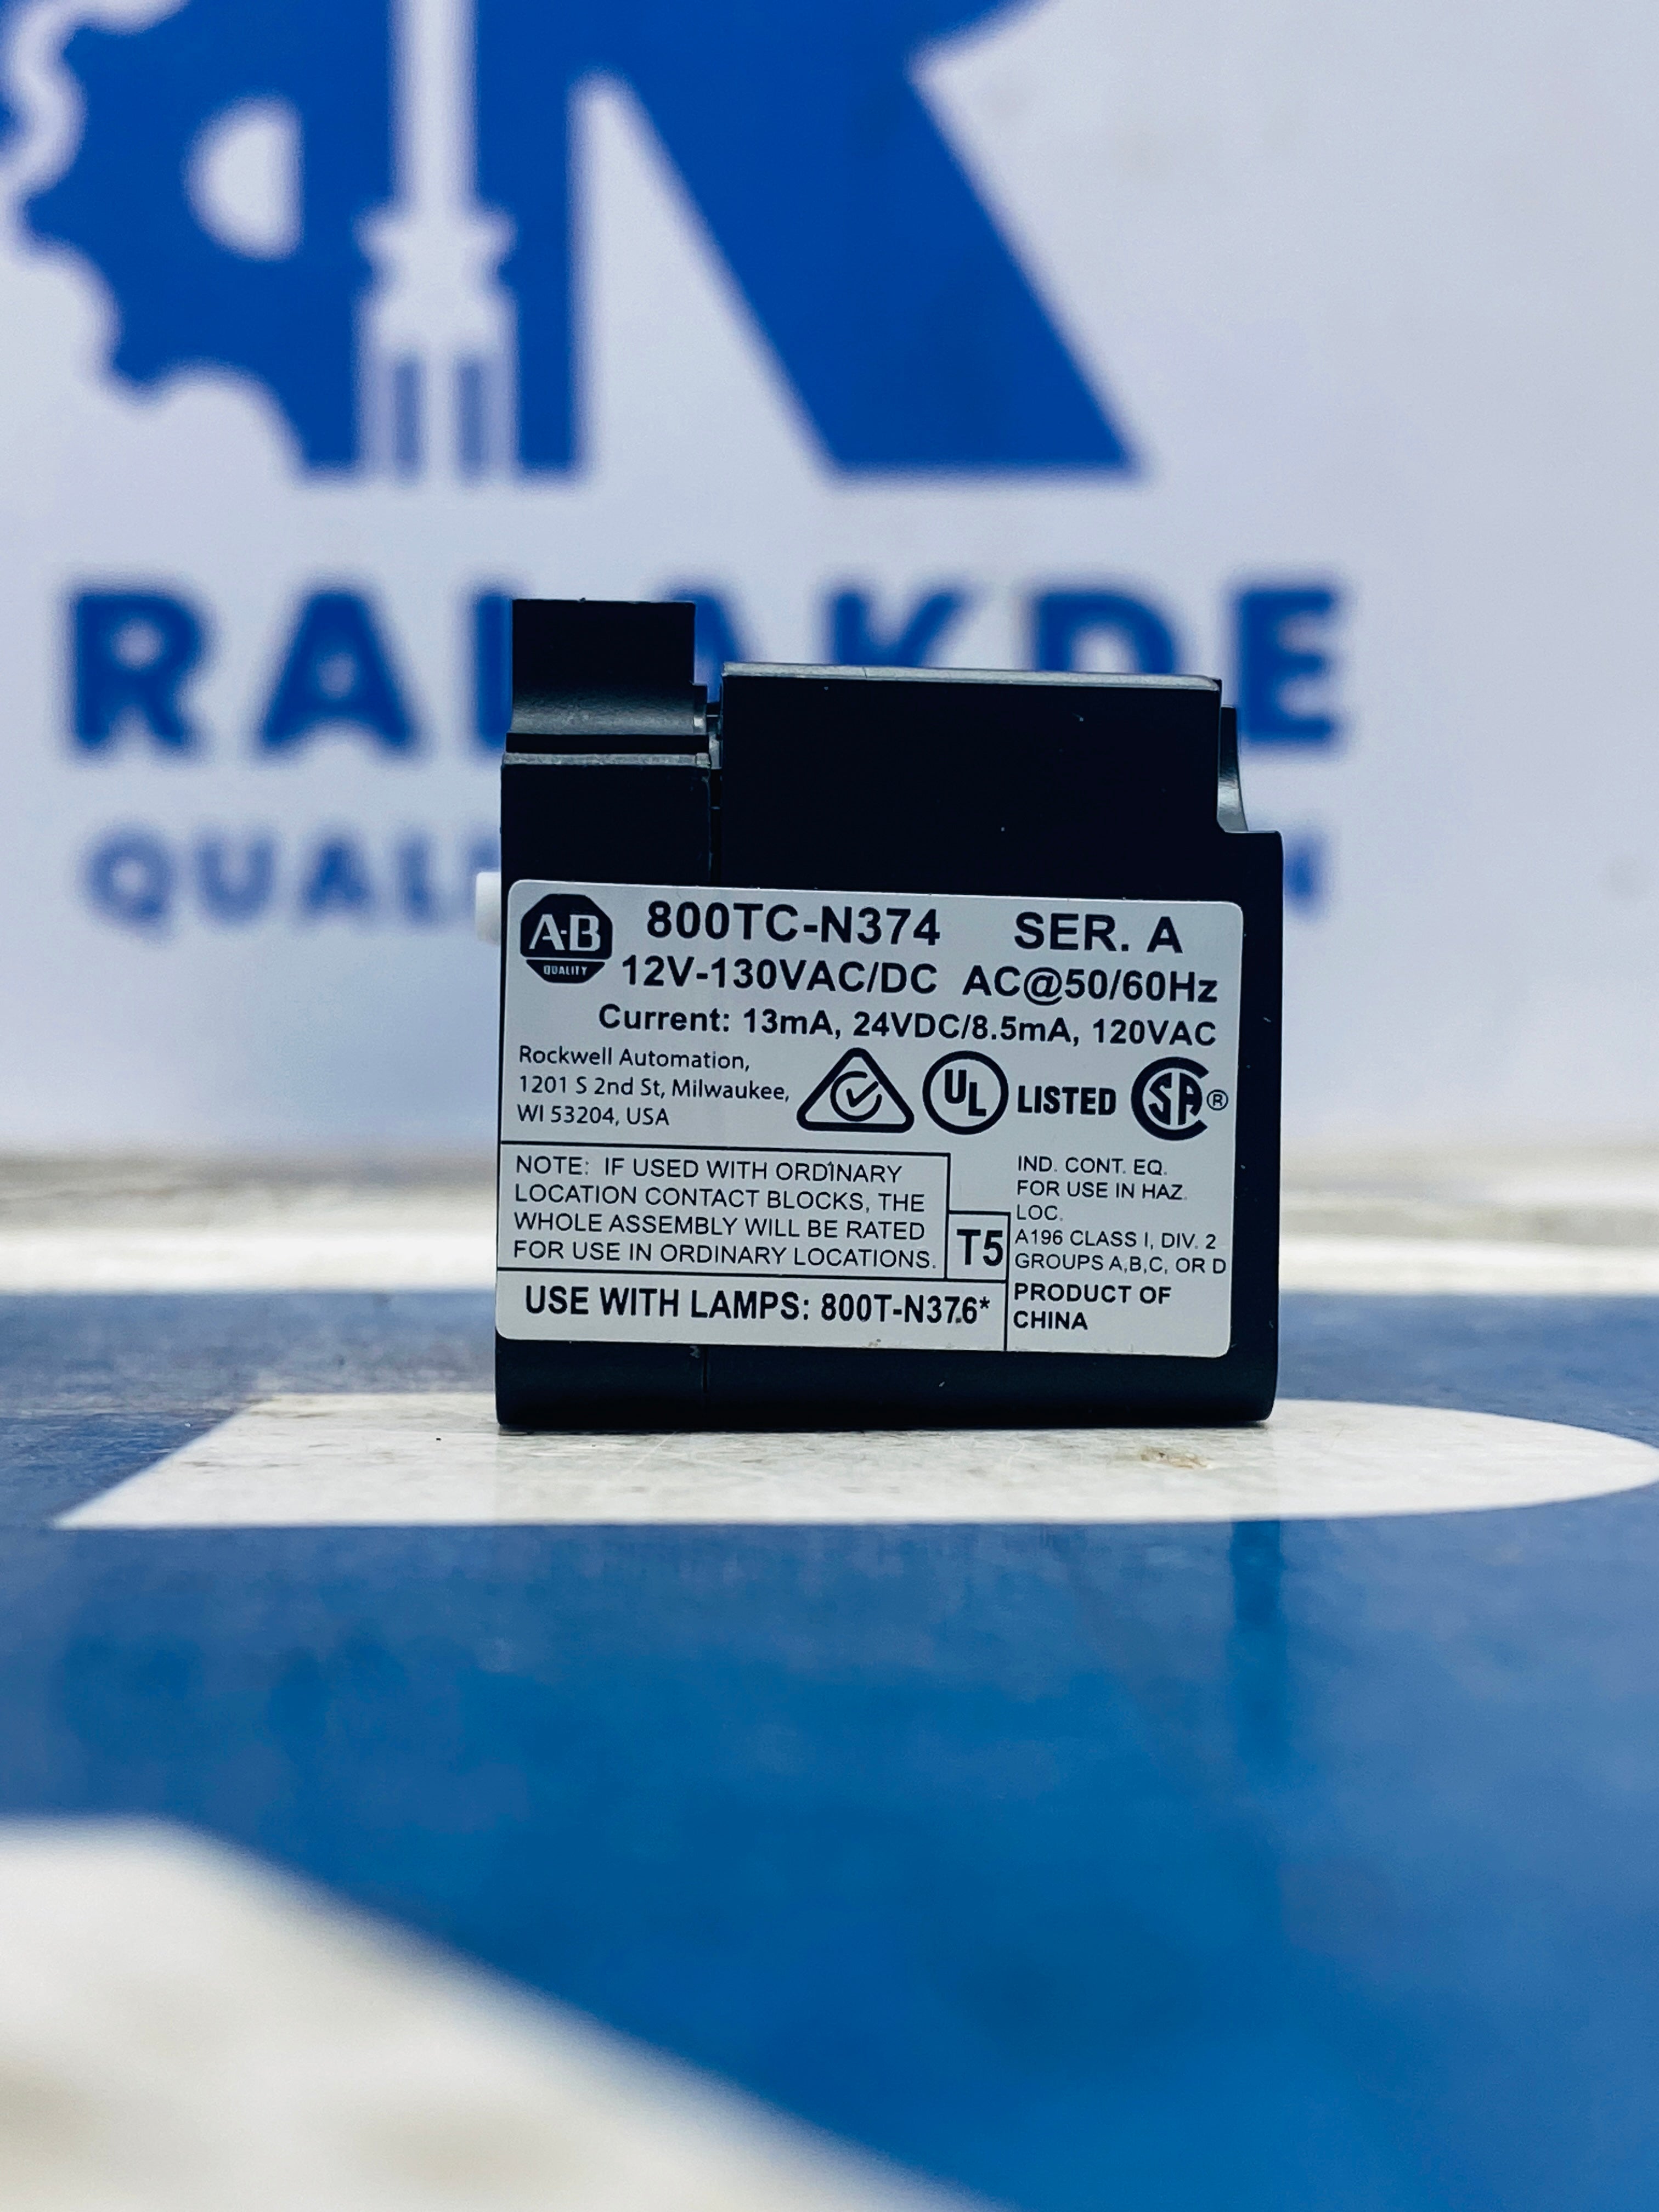 RALAKDE
A-B
QUALITY
800TC-N374 SER. A
12V-130VAC/DC AC@50/60Hz
Current: 13mA, 24VDC/8.5mA, 120VAC
Rockwell Automation,
1201 S 2nd St, Milwaukee,
WI 53204, USA
UL LISTED SA®
NOTE: IF USED WITH ORDINARY
LOCATION CONTACT BLOCKS, THE
WHOLE ASSEMBLY WILL BE RATED
FOR USE IN ORDINARY LOCATIONS.
T5
IND. CONT. EQ.
FOR USE IN HAZ.
LOC.
A196 CLASS I, DIV. 2
GROUPS A,B,C, OR D
USE WITH LAMPS: 800T-N376*
PRODUCT OF
CHINA